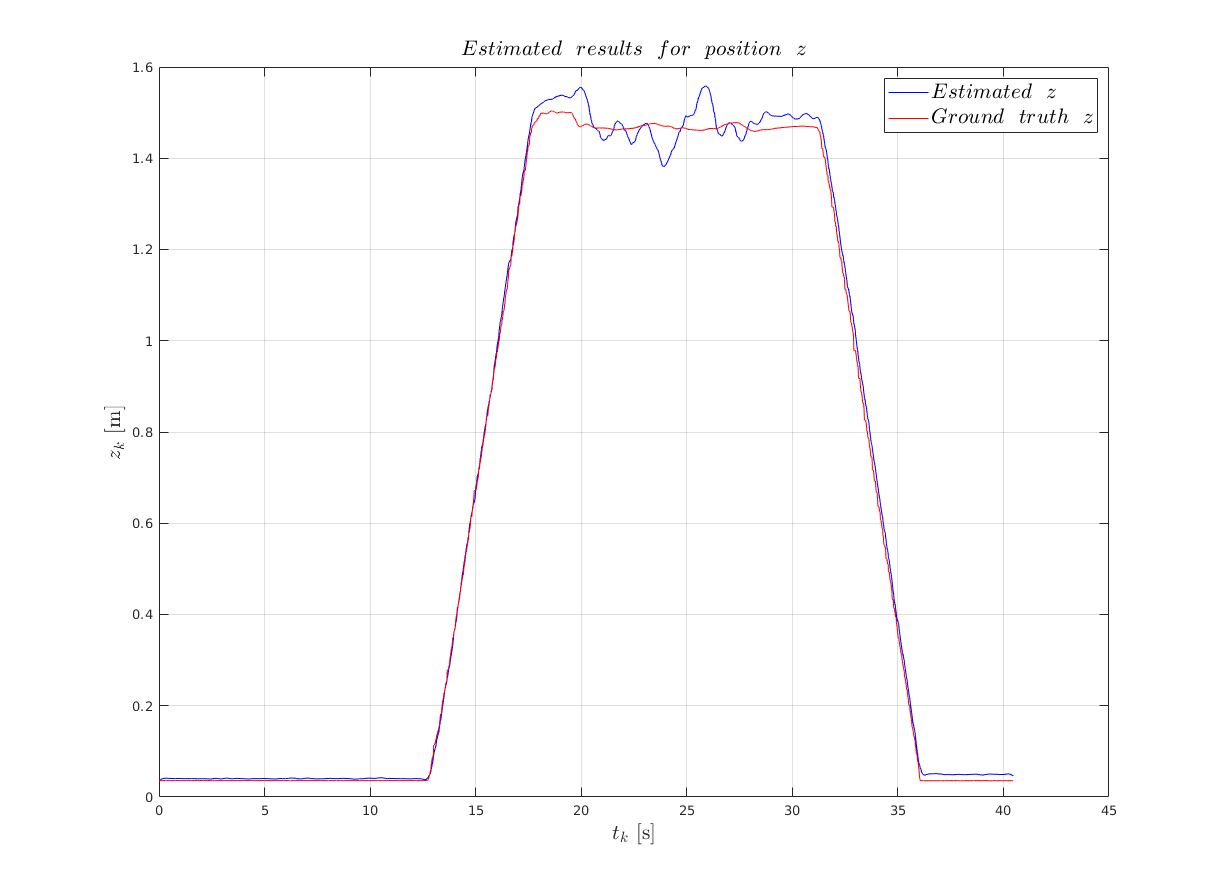 Estimated results for position z
Estimated z
Ground truth z
1.6
1.4
1.2
1
0.8
0.6
0.4
0.2
0
z_k [m]
0 5 10 15 20 25 30 35 40 45
t_k [s]